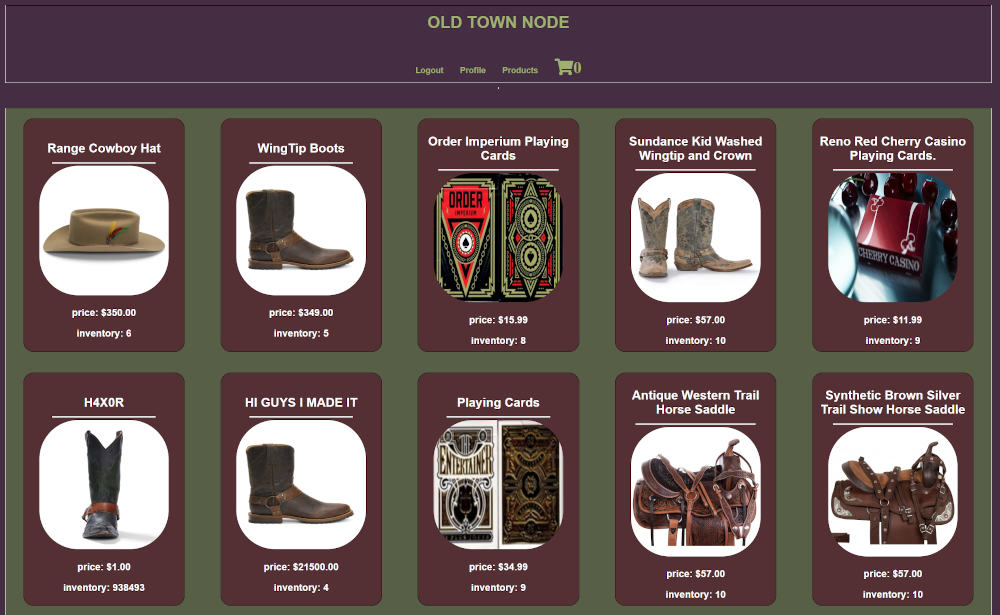 OLD TOWN NODE
Logout Profile Products 0
Range Cowboy Hat
price: $350.00
inventory: 6
WingTip Boots
price: $349.00
inventory: 5
Order Imperium Playing
Cards
ORDER
IMPERIUM
price: $15.99
inventory: 8
Sundance Kid Washed
Wingtip and Crown
price: $57.00
inventory: 10
Reno Red Cherry Casino
Playing Cards.
CHERRY CASINO
price: $11.99
inventory: 9
H4X0R
price: $1.00
inventory: 938493
HI GUYS I MADE IT
price: $21500.00
inventory: 4
Playing Cards
THE
ENTERTAINER
price: $34.99
inventory: 9
Antique Western Trail
Horse Saddle
price: $57.00
inventory: 10
Synthetic Brown Silver
Trail Show Horse Saddle
price: $57.00
inventory: 10